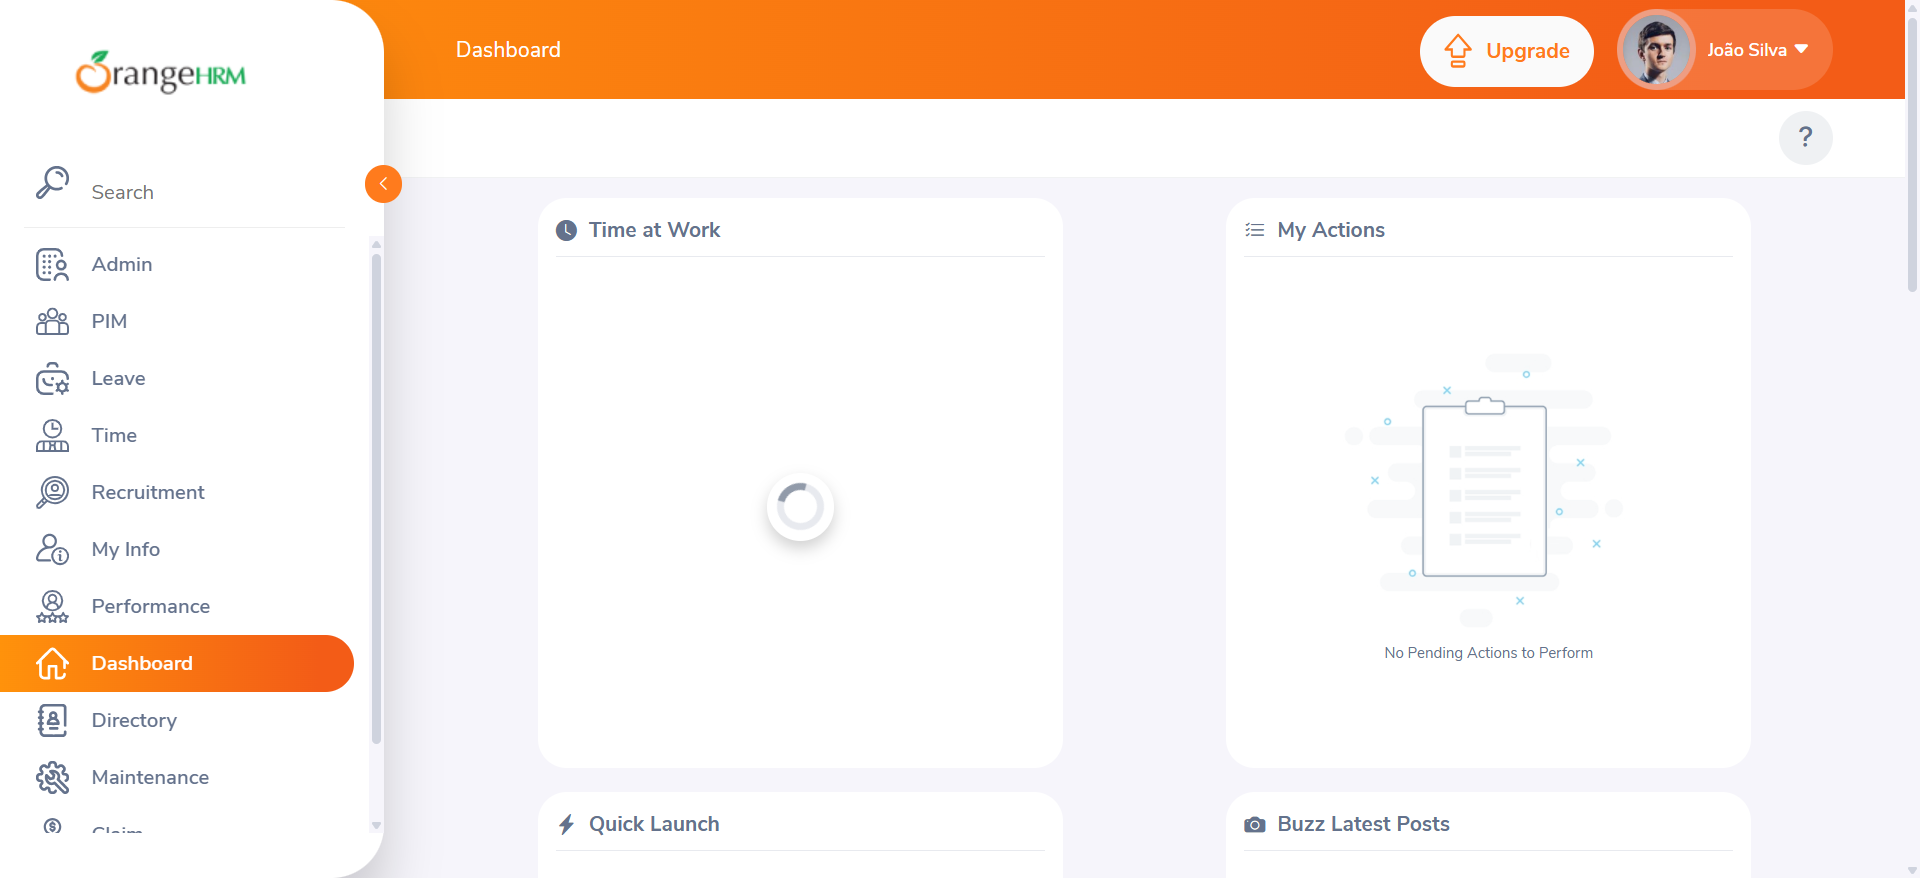 OrangeHRM
Dashboard
Upgrade
João Silva
?
Search
Admin
PIM
Leave
Time
Recruitment
My Info
Performance
Dashboard
Directory
Maintenance
Claim
Time at Work
My Actions
No Pending Actions to Perform
Quick Launch
Buzz Latest Posts